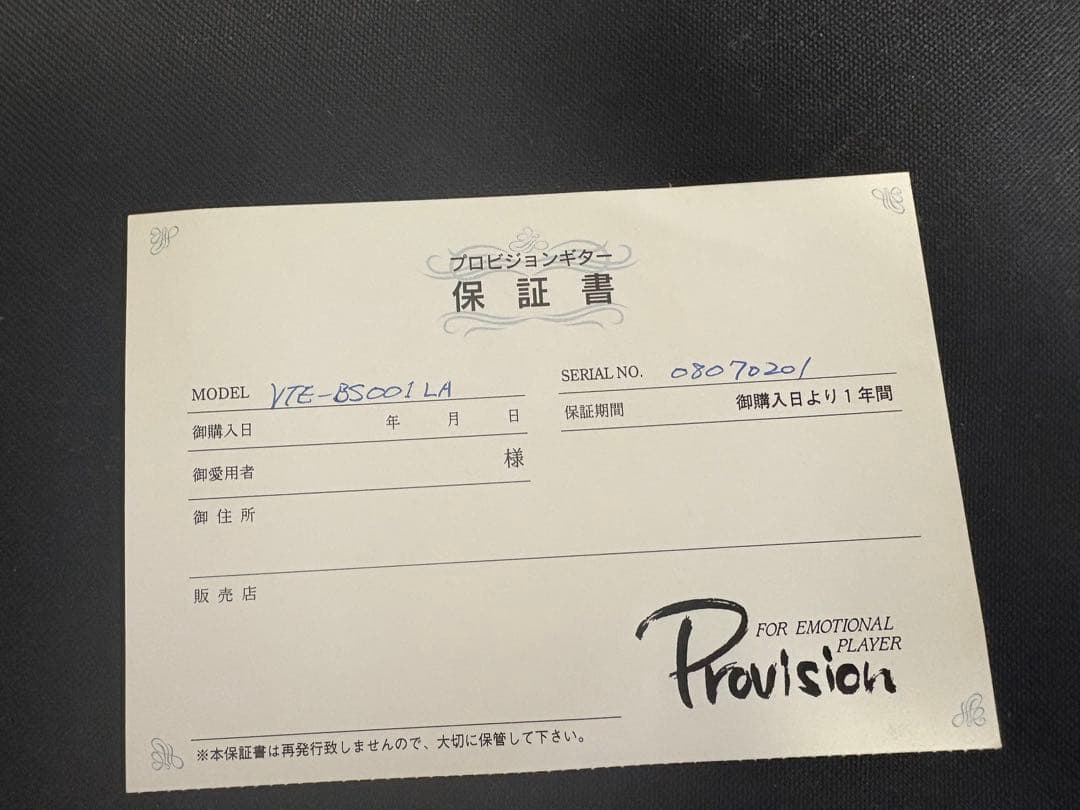 プロビジョンギター
保証書
MODEL VTE-BS001 LA
SERIAL NO. 08070201
御購入日 年 月 日
保証期間 御購入日より1年間
御愛用者 様
御住所
販売店
FOR EMOTIONAL
PLAYER
Provision
※本保証書は再発行致しませんので、大切に保管して下さい。